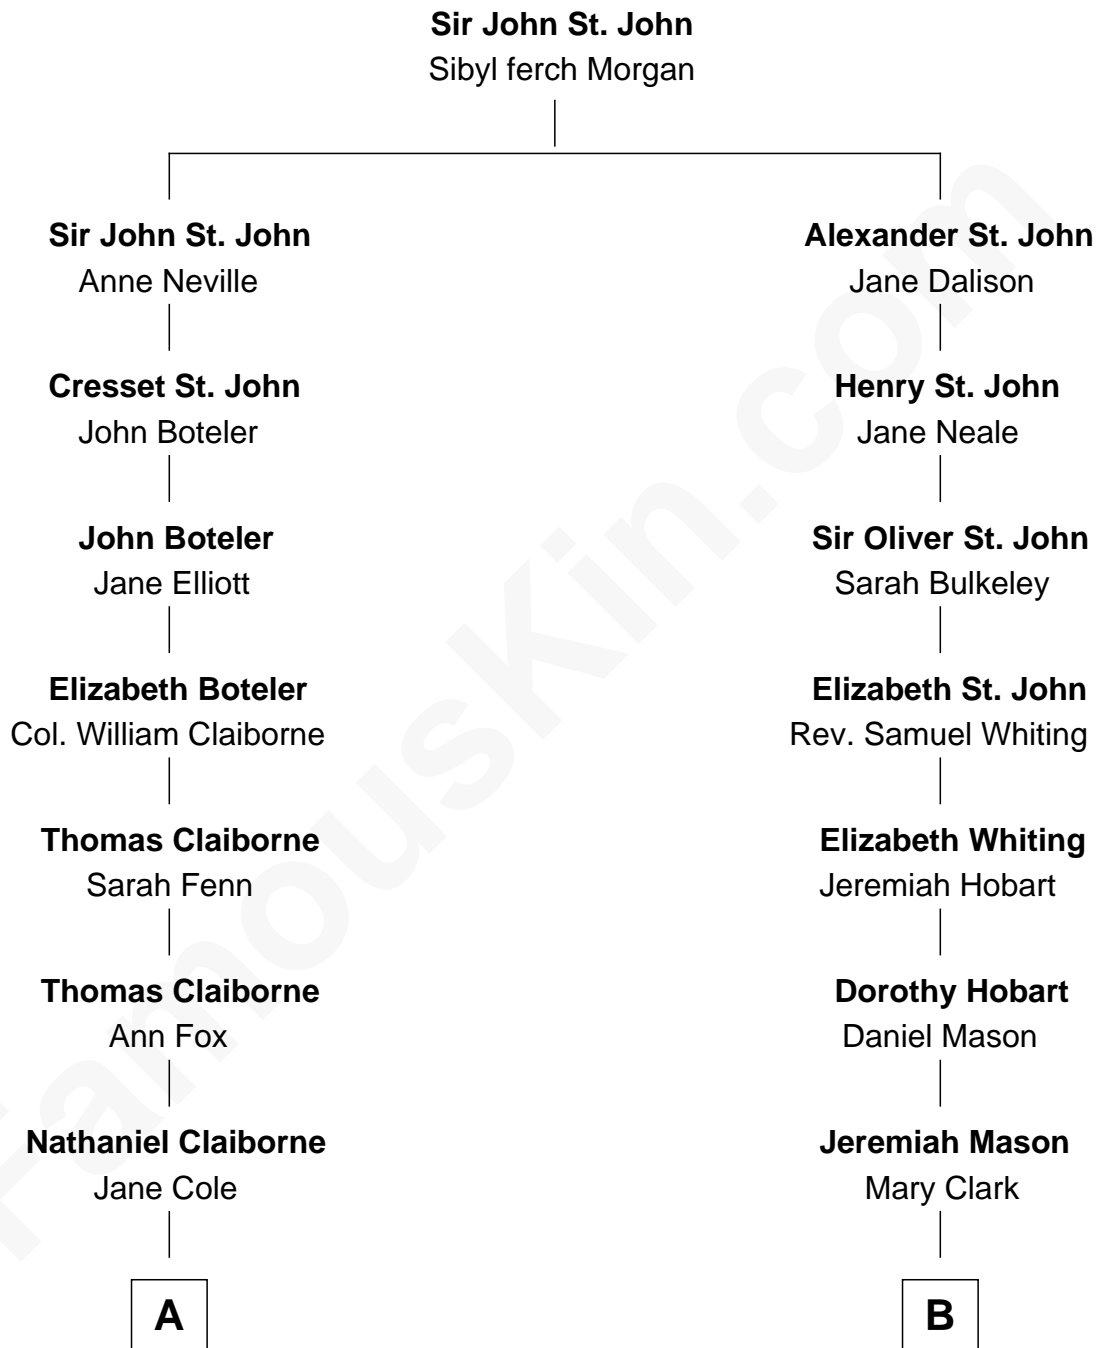 Sir John St. John
Sibyl ferch Morgan
Sir John St. John
Anne Neville
Alexander St. John
Jane Dalison
Cresset St. John
John Boteler
Henry St. John
Jane Neale
John Boteler
Jane Elliott
Sir Oliver St. John
Sarah Bulkeley
Elizabeth Boteler
Col. William Claiborne
Elizabeth St. John
Rev. Samuel Whiting
Thomas Claiborne
Sarah Fenn
Elizabeth Whiting
Jeremiah Hobart
Thomas Claiborne
Ann Fox
Dorothy Hobart
Daniel Mason
Nathaniel Claiborne
Jane Cole
Jeremiah Mason
Mary Clark
A
B
FamousKin.com